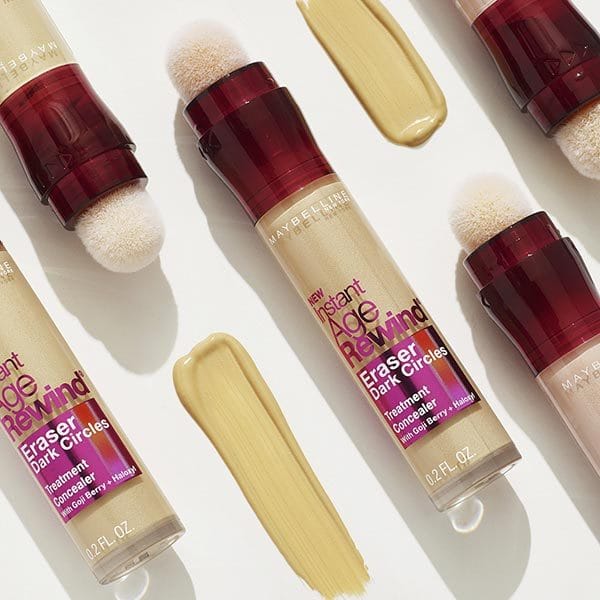 MAYBELLINE
MAYBELLINE
NEW YORK
NEW
Instant
Age
Rewind®
Eraser
Dark Circles
Treatment
Concealer
With Goji Berry + Haloxyl
0.2 FL. OZ.
Instant
Age
Rewind®
Eraser
Dark Circles
Treatment
Concealer
With Goji Berry + Haloxyl
0.2 FL. OZ.
MAYBELLINE